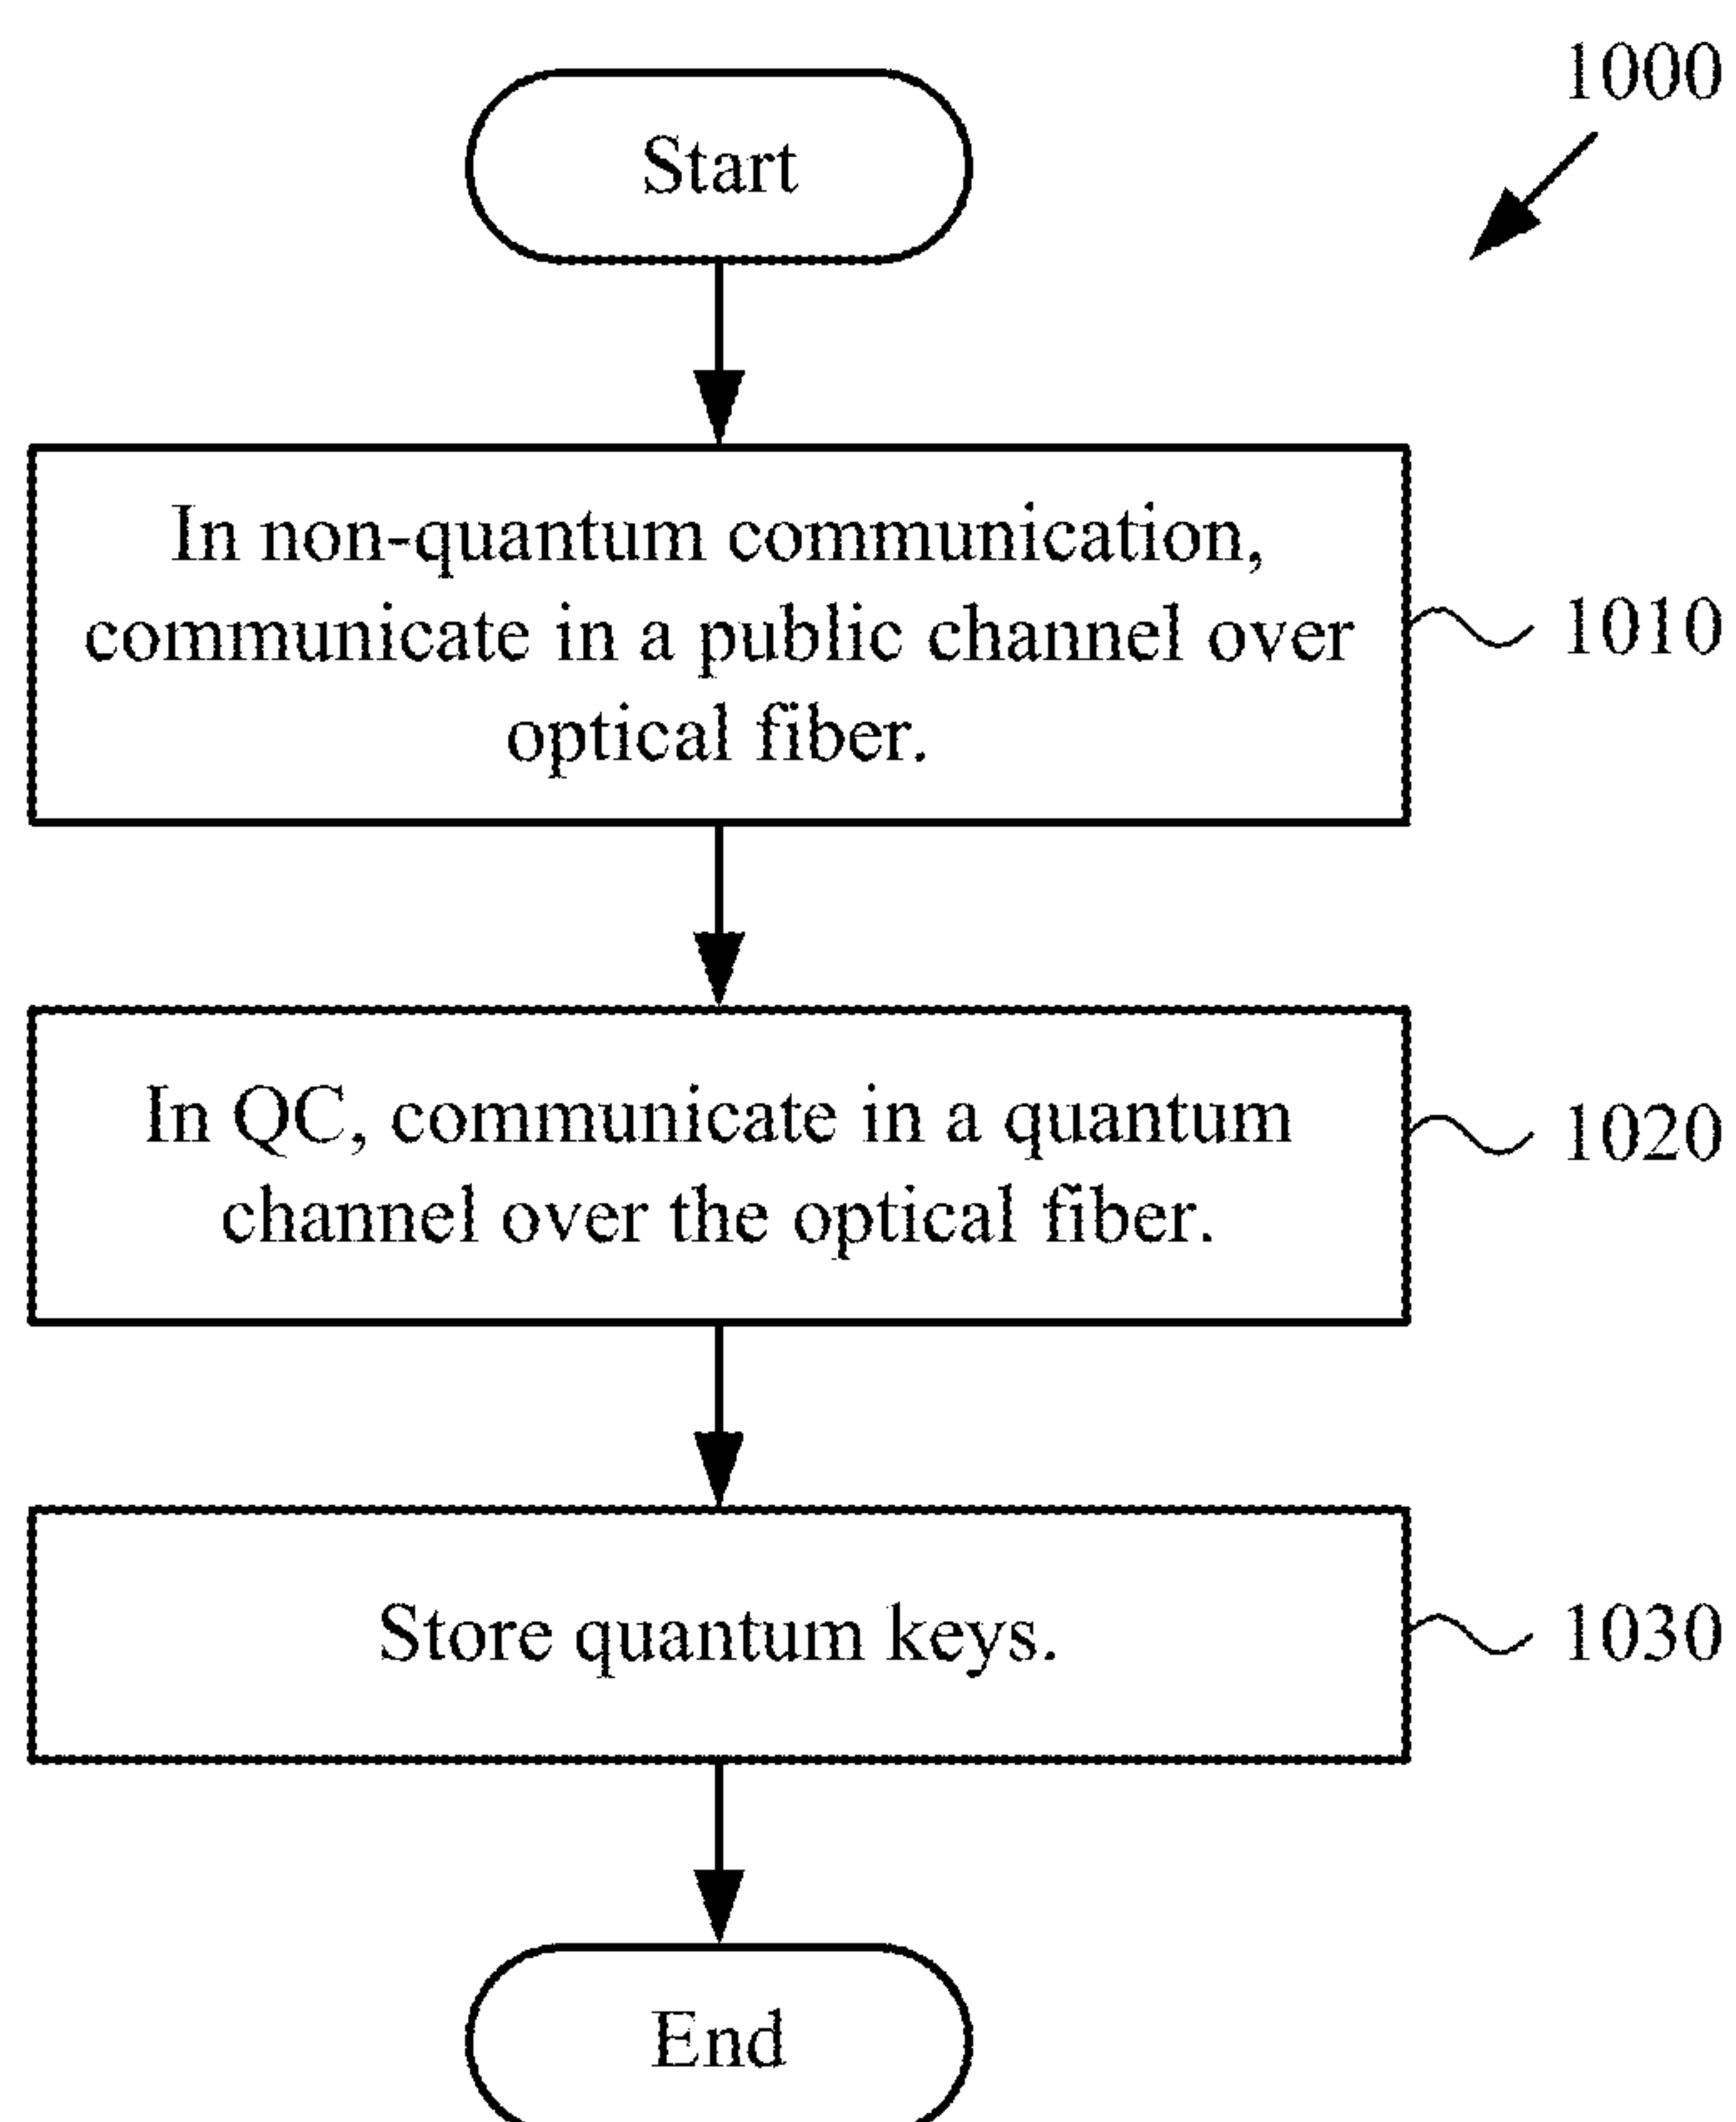 1000
Start
In non-quantum communication,
communicate in a public channel over
optical fiber.
1010
In QC, communicate in a quantum
channel over the optical fiber.
1020
Store quantum keys.
1030
End